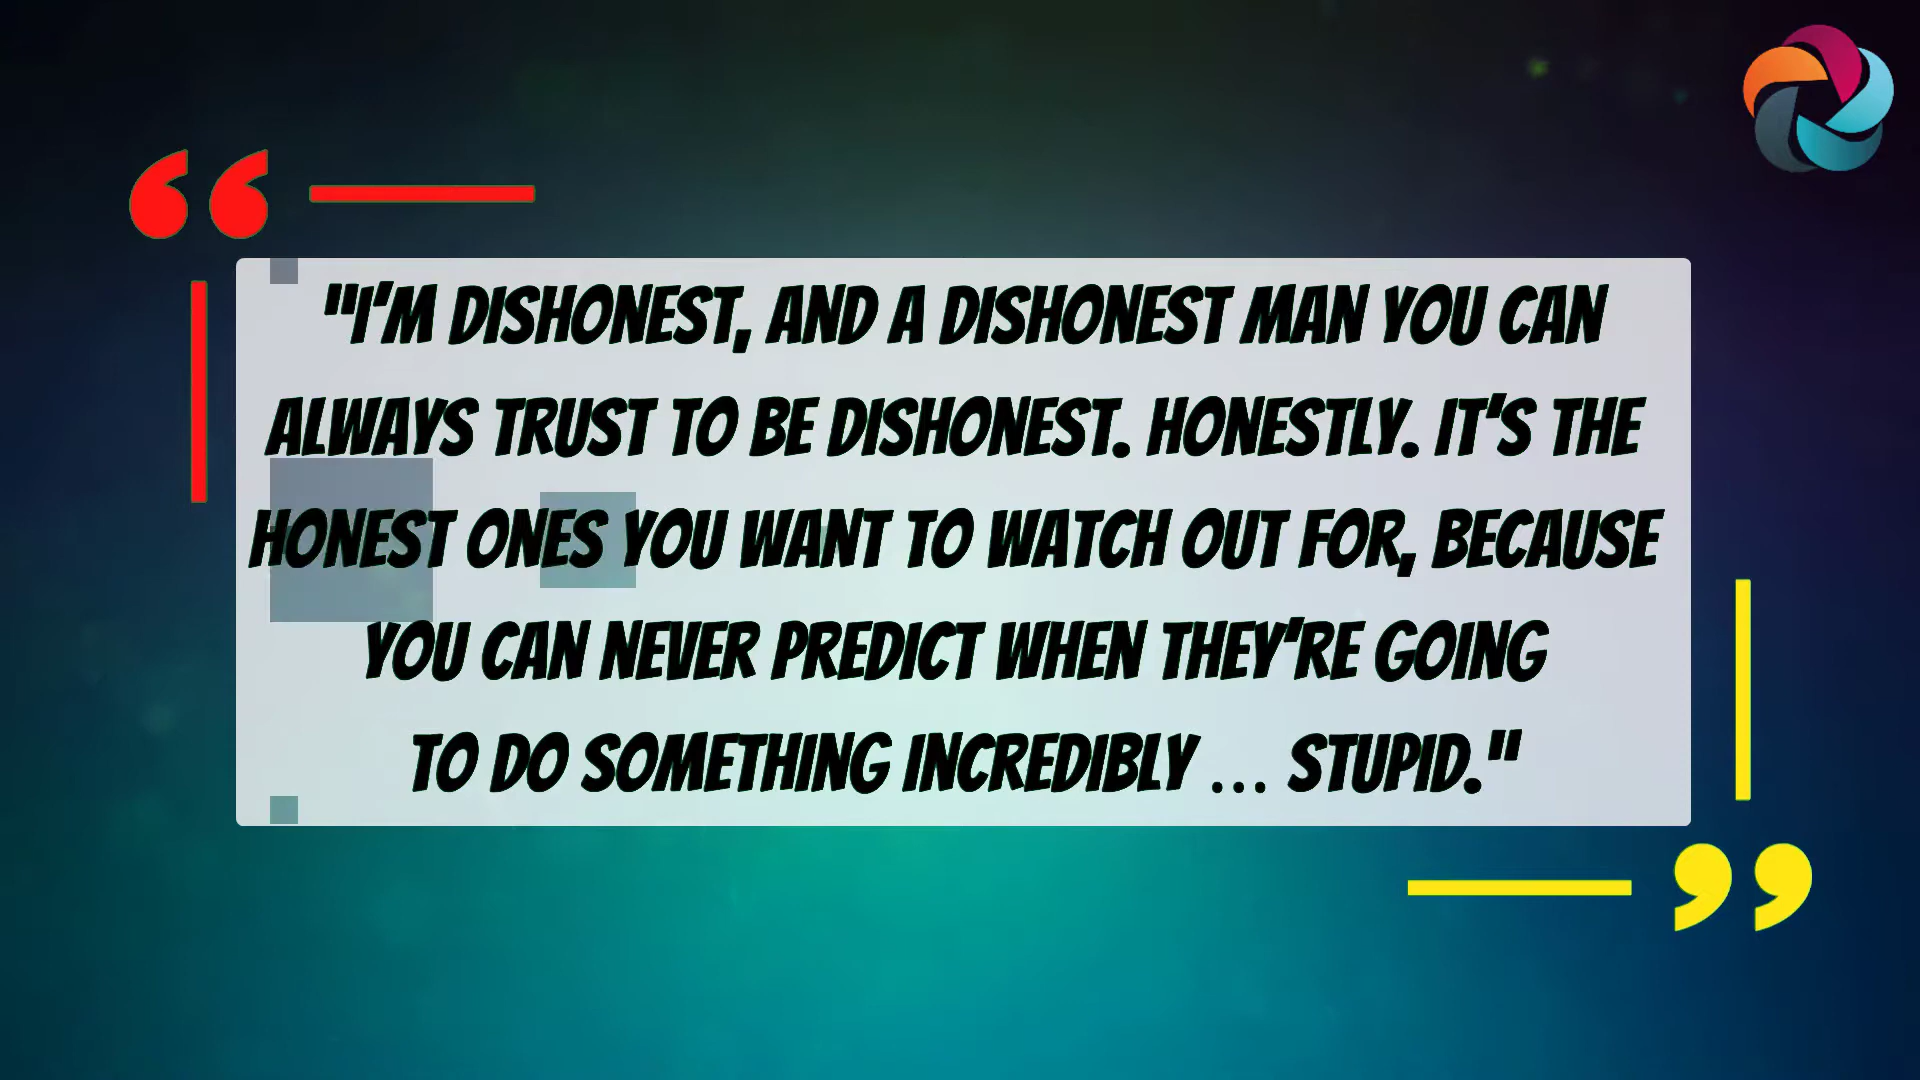 "I'M DISHONEST, AND A DISHONEST MAN YOU CAN
ALWAYS TRUST TO BE DISHONEST. HONESTLY. IT'S THE
HONEST ONES YOU WANT TO WATCH OUT FOR, BECAUSE
YOU CAN NEVER PREDICT WHEN THEY'RE GOING
TO DO SOMETHING INCREDIBLY ... STUPID."